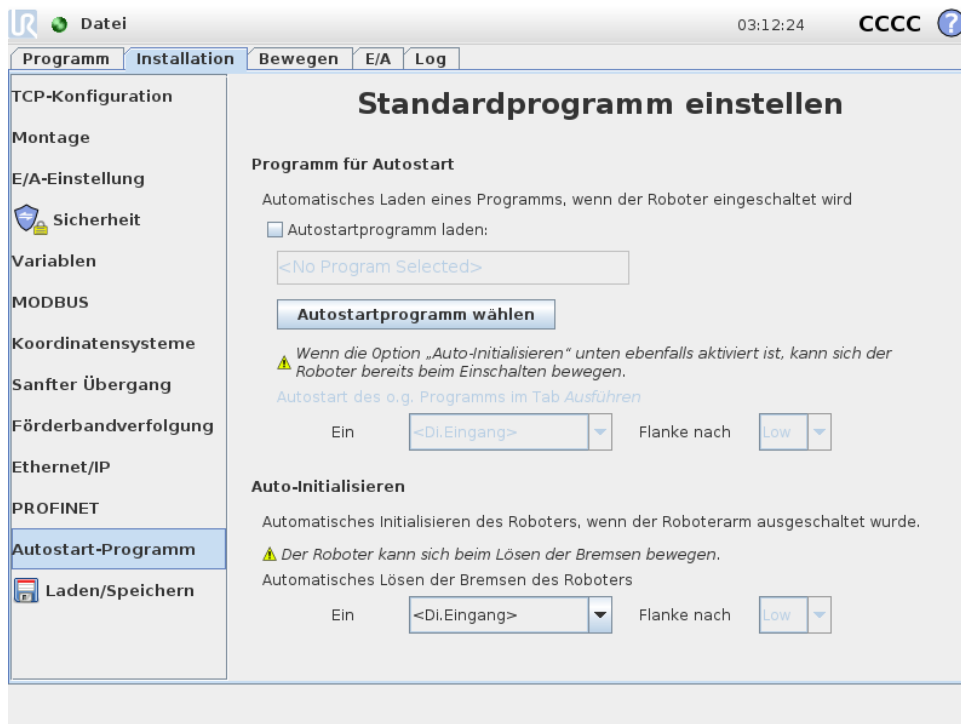 UR Datei 03:12:24 CCCC ?
Programm Installation Bewegen E/A Log
TCP-Konfiguration
Montage
E/A-Einstellung
Sicherheit
Variablen
MODBUS
Koordinatensysteme
Sanfter Übergang
Förderbandverfolgung
Ethernet/IP
PROFINET
Autostart-Programm
Laden/Speichern
Standardprogramm einstellen
Programm für Autostart
Automatisches Laden eines Programms, wenn der Roboter eingeschaltet wird
Autostartprogramm laden:
<No Program Selected>
Autostartprogramm wählen
Wenn die Option „Auto-Initialisieren“ unten ebenfalls aktiviert ist, kann sich der
Roboter bereits beim Einschalten bewegen.
Autostart des o.g. Programms im Tab Ausführen
Ein <Di.Eingang> Flanke nach Low
Auto-Initialisieren
Automatisches Initialisieren des Roboters, wenn der Roboterarm ausgeschaltet wurde.
Der Roboter kann sich beim Lösen der Bremsen bewegen.
Automatisches Lösen der Bremsen des Roboters
Ein <Di.Eingang> Flanke nach Low